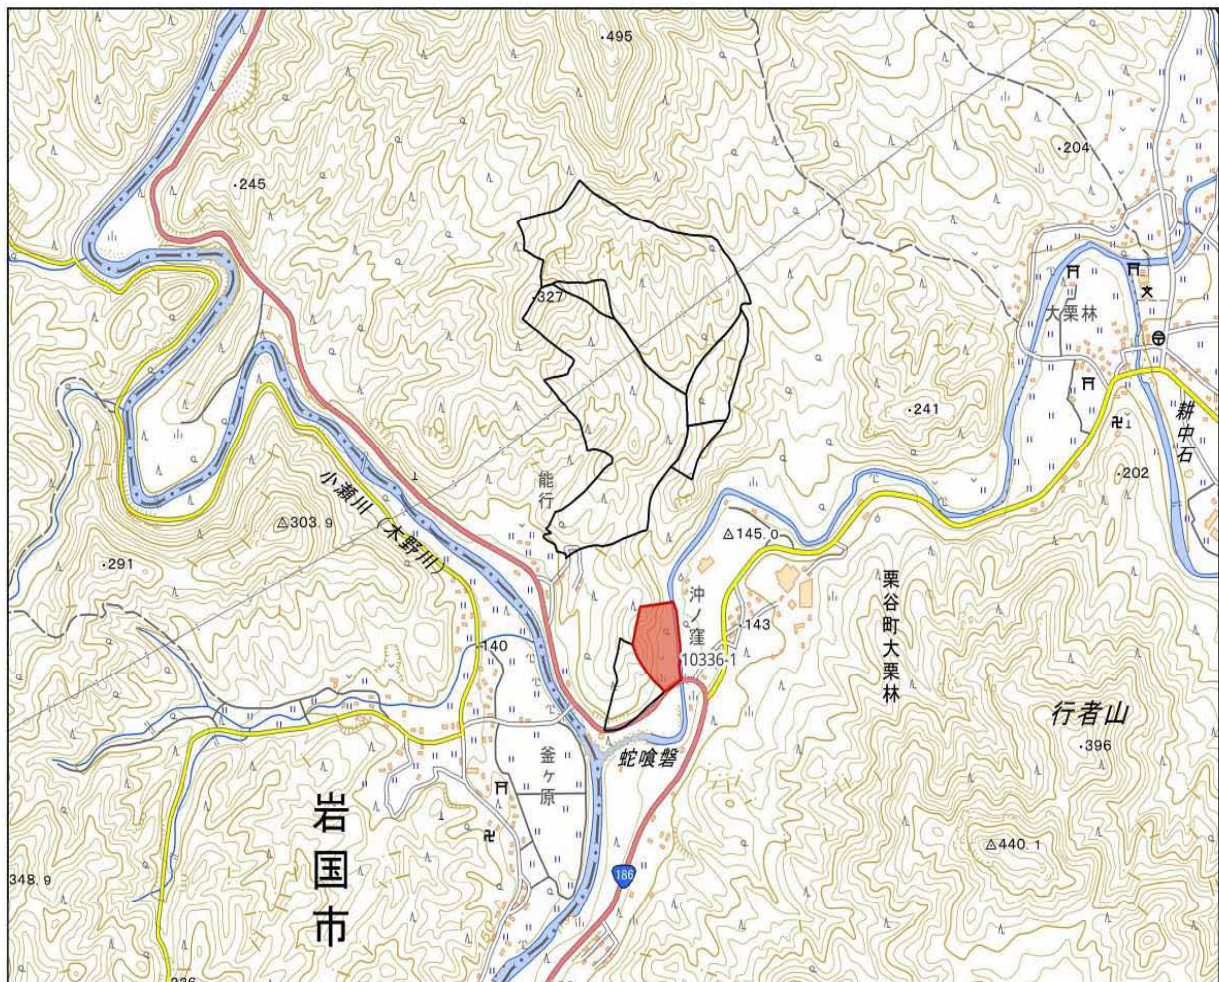 ・495
・204
・245
・327
大栗林
・241
耕中石
・202
能行
小瀬川(木野川)
△303.9
△145.0
・291
沖ノ窪
栗谷町大栗林
・143
・140
10336-1
行者山
・396
蛇喰磐
釜ヶ原
岩国市
△440.1
348.9
186